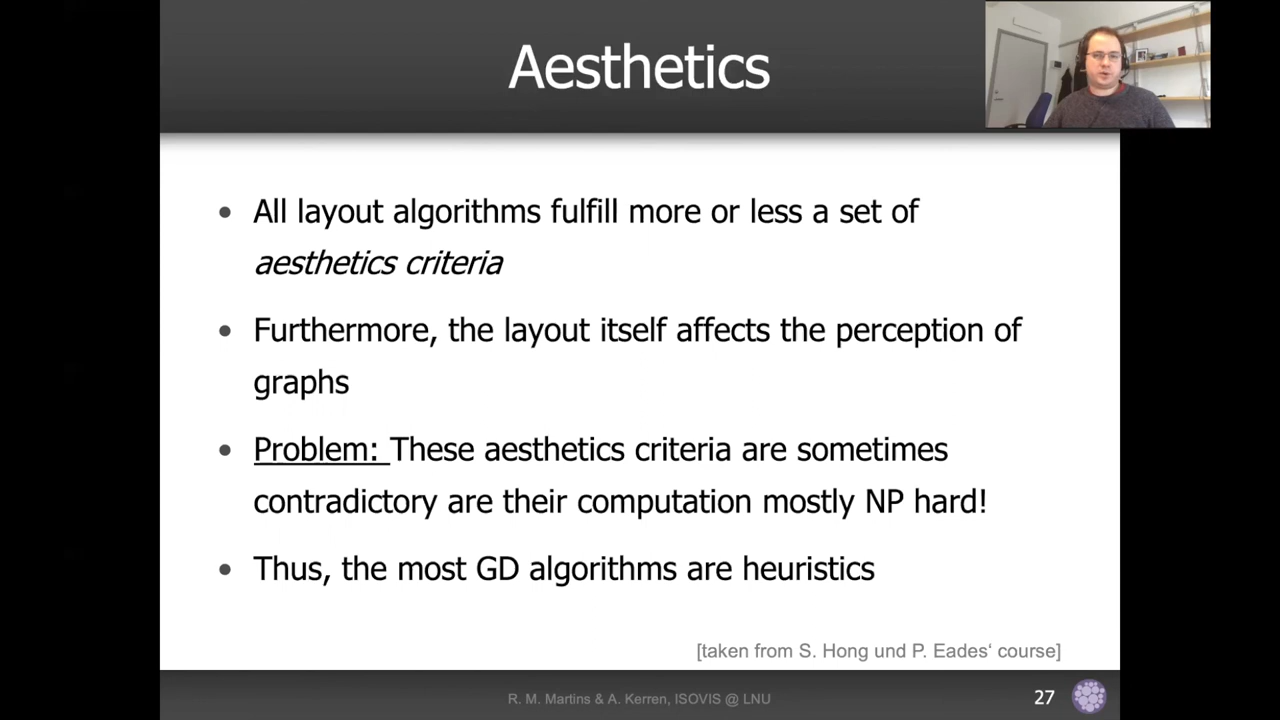 Aesthetics
• All layout algorithms fulfill more or less a set of
aesthetics criteria
• Furthermore, the layout itself affects the perception of
graphs
• Problem: These aesthetics criteria are sometimes
contradictory are their computation mostly NP hard!
• Thus, the most GD algorithms are heuristics
[taken from S. Hong und P. Eades‘ course]
R. M. Martins & A. Kerren, ISOVIS @ LNU
27